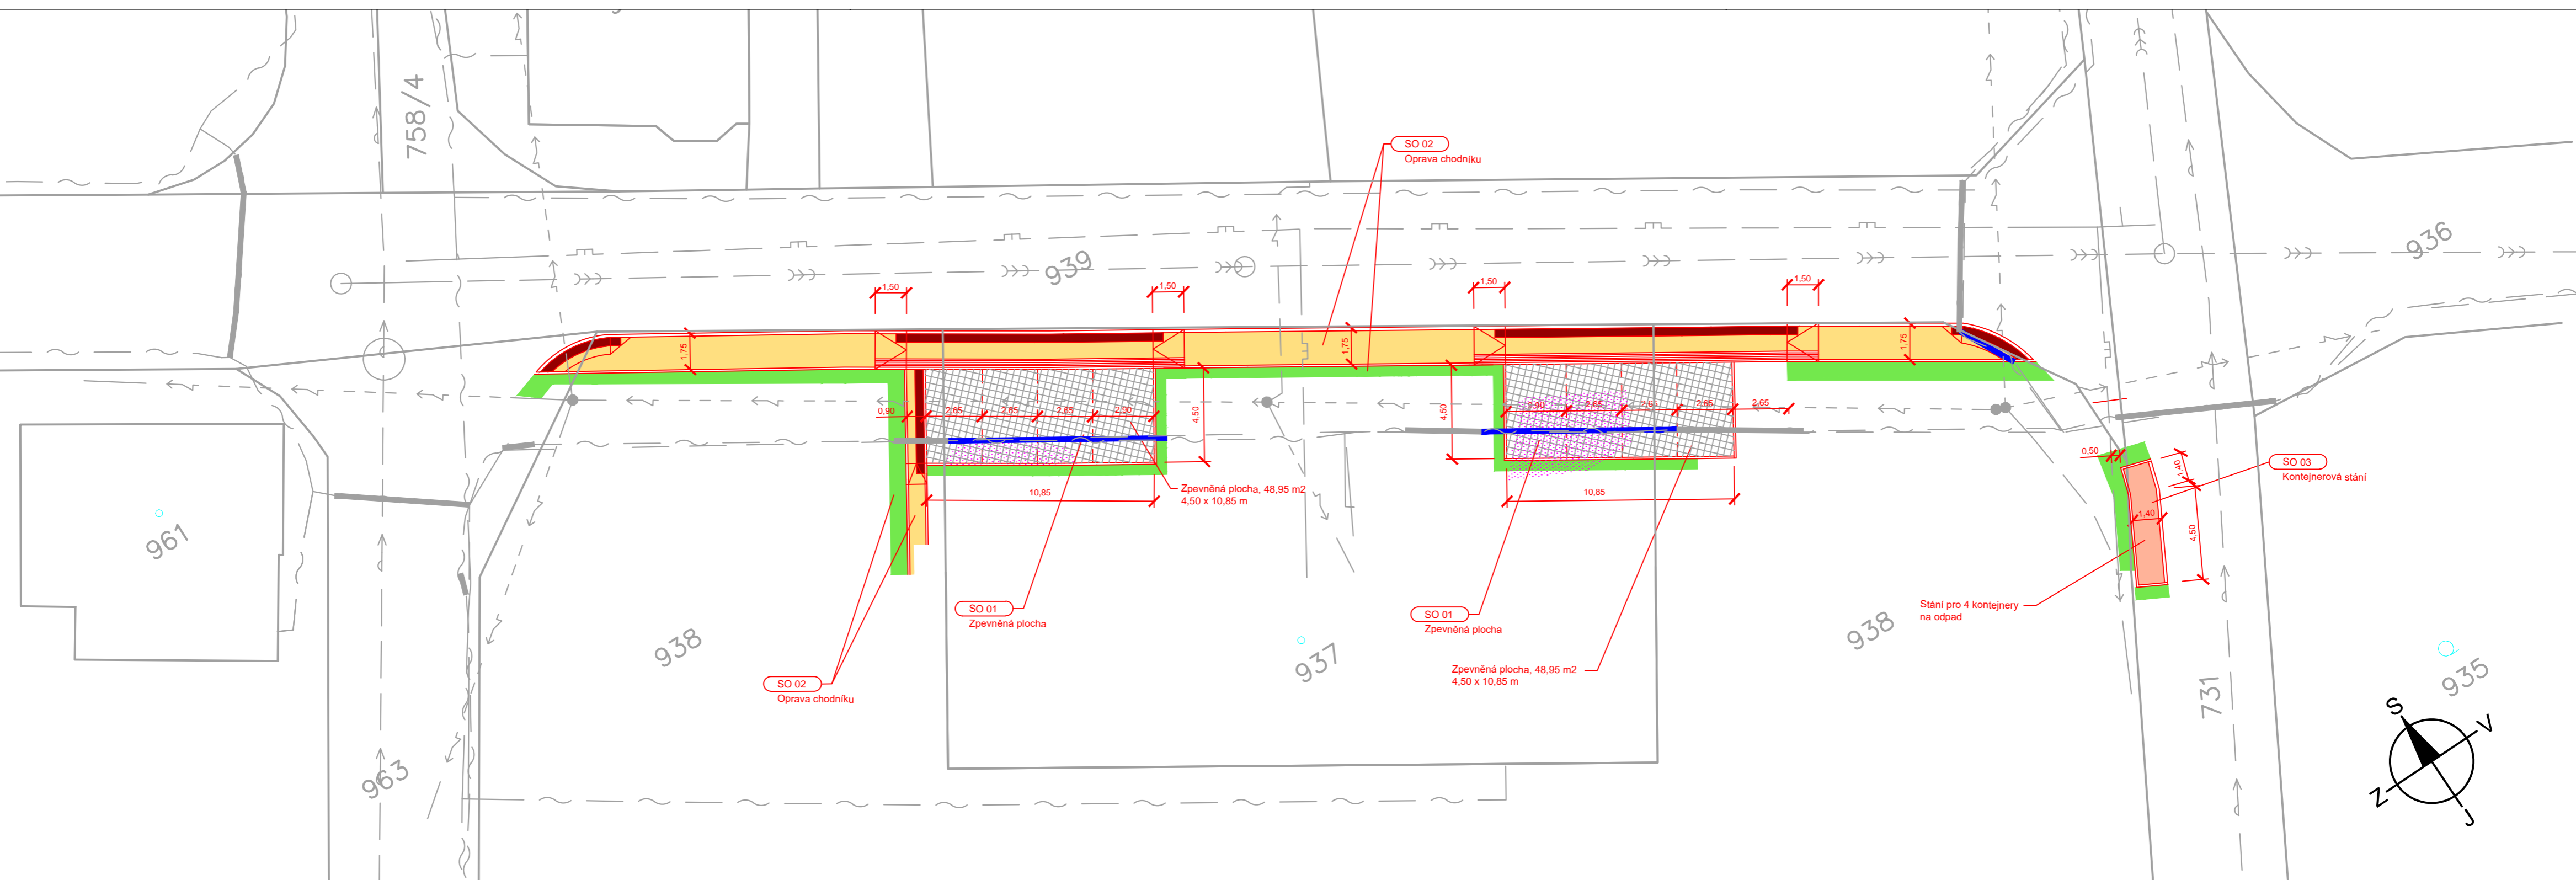 758/4
SO 02
Oprava chodníku
939
936
1,50
1,50
1,50
1,50
1,75
1,75
1,75
0,90
2,65
2,65
2,65
2,90
4,50
4,50
2,90
2,65
2,65
2,65
2,65
0,50
1,40
SO 03
Kontejnerová stání
1,40
4,50
Zpevněná plocha, 48,95 m2
4,50 x 10,85 m
10,85
10,85
961
SO 01
Zpevněná plocha
SO 01
Zpevněná plocha
Stání pro 4 kontejnery
na odpad
938
937
938
935
731
Zpevněná plocha, 48,95 m2
4,50 x 10,85 m
SO 02
Oprava chodníku
963
S
V
Z
J